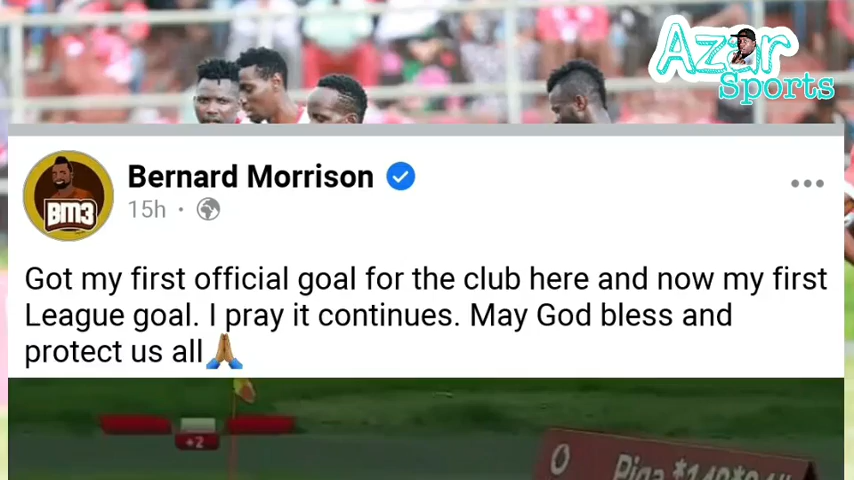 Azar
Sports
Bernard Morrison
BM3
15h ·
Got my first official goal for the club here and now my first
League goal. I pray it continues. May God bless and
protect us all🙏🏾
+2
Piga